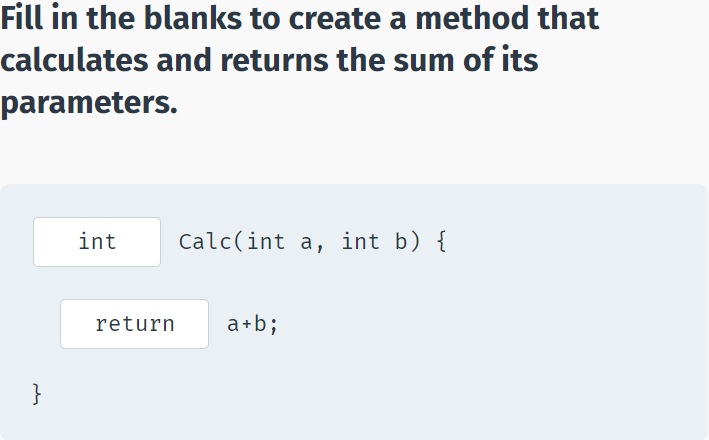 Fill in the blanks to create a method that
calculates and returns the sum of its
parameters.
int Calc(int a, int b) {
return a+b;
}